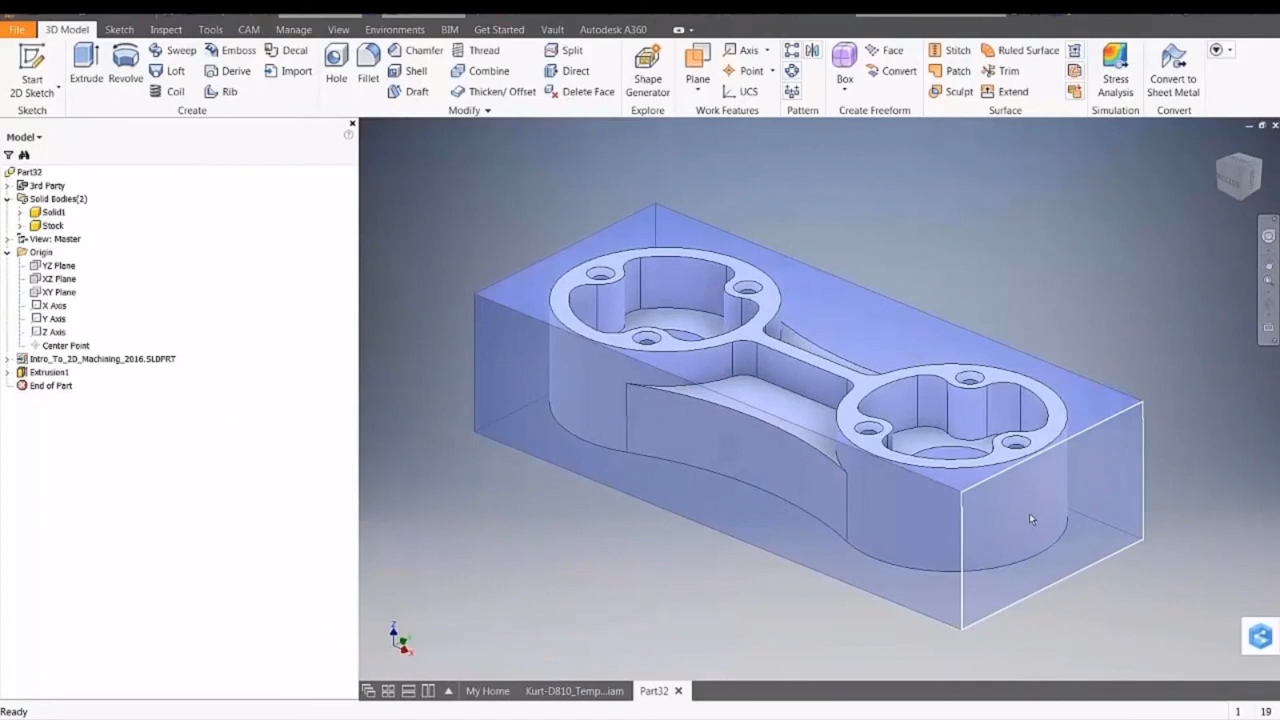 File 3D Model Sketch Inspect Tools CAM Manage View Environments BIM Get Started Vault Autodesk A360
Start
2D Sketch
Sketch
Extrude Revolve
Sweep Emboss Decal
Loft Derive Import
Coil Rib
Create
Hole Fillet
Chamfer Thread Split
Shell Combine Direct
Draft Thicken/ Offset Delete Face
Modify
Shape
Generator
Explore
Plane
Axis
Point
UCS
Work Features
Pattern
Box
Face
Convert
Create Freeform
Stitch Ruled Surface
Patch Trim
Sculpt Extend
Surface
Stress
Analysis
Simulation
Convert to
Sheet Metal
Convert
Model
Part32
3rd Party
Solid Bodies(2)
Solid1
Stock
View: Master
Origin
YZ Plane
XZ Plane
XY Plane
X Axis
Y Axis
Z Axis
Center Point
Intro_To_2D_Machining_2016.SLDPRT
Extrusion1
End of Part
Z
X
My Home Kurt-D810_Temp...iam Part32
Ready 1 19